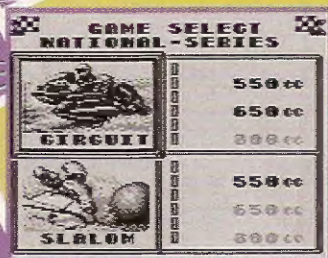 GAME SELECT
NATIONAL-SERIES
CIRCUIT
550cc
650cc
800cc
SLALOM
550cc
650cc
800cc